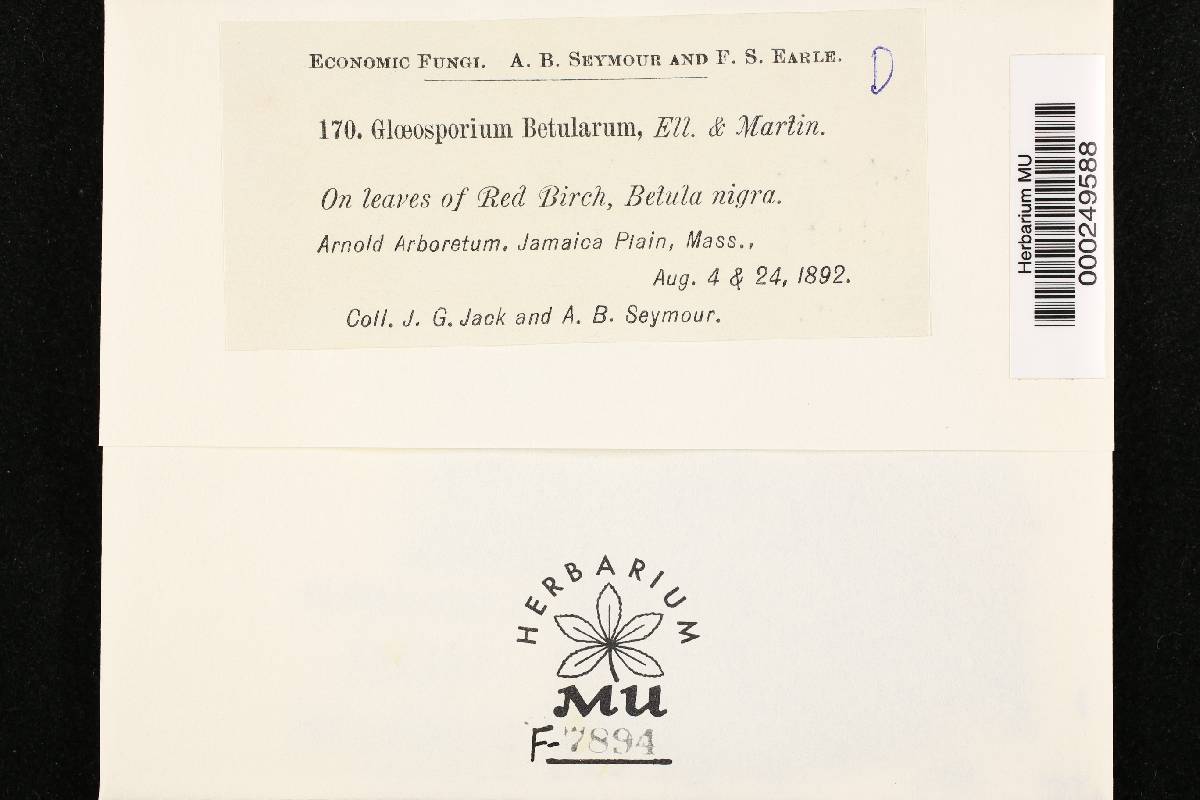 ECONOMIC FUNGI. A. B. SEYMOUR AND F. S. EARLE.
D
170. Glœosporium Betularum, Ell. & Martin.
On leaves of Red Birch, Betula nigra.
Arnold Arboretum, Jamaica Plain, Mass.,
Aug. 4 & 24, 1892.
Coll. J. G. Jack and A. B. Seymour.
Herbarium MU
000249588
HERBARIUM
MU
F-7894